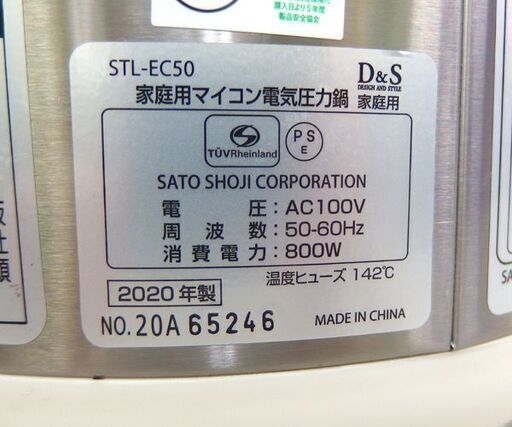 購入日より5年間
製品安全協会
STL-EC50
家庭用マイコン電気圧力鍋
D&S
DESIGN AND STYLE
家庭用
TÜVRheinland
PS
E
SATO SHOJI CORPORATION
電圧:AC100V
周波数:50-60Hz
消費電力:800W
温度ヒューズ 142℃
2020年製
NO.20A 65246
MADE IN CHINA